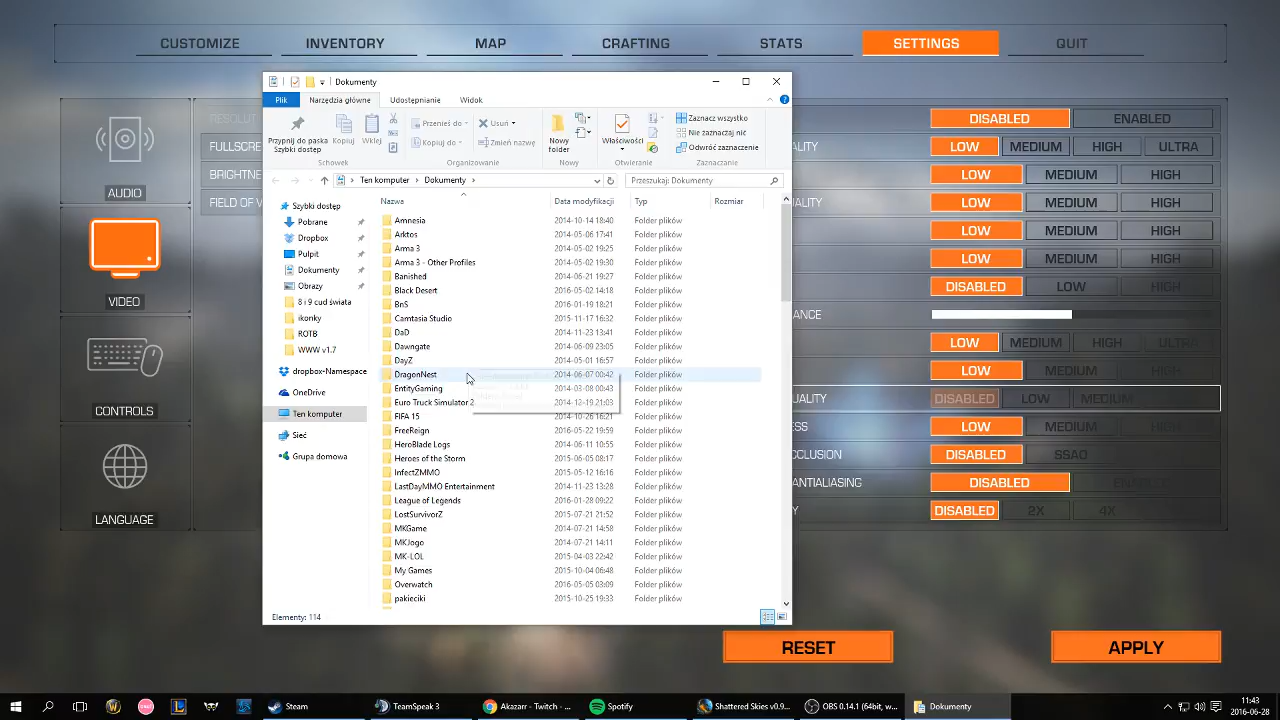 CUSTOMIZE INVENTORY MAP CRAFTING STATS SETTINGS QUIT
Dokumenty
Plik Narzędzia główne Udostępnianie Widok
Przypnij do paska Szybki dostęp
Kopiuj
Wklej
Przenieś do
Kopiuj do
Usuń
Zmień nazwę
Nowy folder
Właściwości
Zaznacz wszystko
Nie zaznaczaj nic
Odwróć zaznaczenie
Schowek Organizowanie Nowy Otwieranie Zaznaczanie
Ten komputer Dokumenty Przeszukaj: Dokumenty
Nazwa Data modyfikacji Typ Rozmiar
Szybki dostęp
Pobrane
Dropbox
Pulpit
Dokumenty
Obrazy
8 i 9 cud świata
ikonky
ROTB
WWW v1.7
dropbox-Namespace
OneDrive
Ten komputer
Sieć
Grupa domowa
Amnesia 2014-10-14 18:40 Folder plików
Arktos 2014-05-06 17:41 Folder plików
Arma 3 2014-05-02 19:25 Folder plików
Arma 3 - Other Profiles 2014-05-02 19:30 Folder plików
Banished 2014-06-21 19:27 Folder plików
Black Desert 2016-05-02 14:18 Folder plików
BnS 2016-01-19 18:21 Folder plików
Camtasia Studio 2015-11-17 16:32 Folder plików
DaD 2014-11-23 13:41 Folder plików
Dawngate 2014-06-09 23:05 Folder plików
DayZ 2014-05-01 16:57 Folder plików
DragonNest 2014-06-07 00:42 Folder plików
EntityGaming 2014-03-08 00:43 Folder plików
Euro Truck Simulator 2 2014-12-19 21:03 Folder plików
FIFA 15 2014-10-26 16:21 Folder plików
FreeReign 2016-05-22 19:59 Folder plików
HeroBlade Logs 2014-06-11 10:55 Folder plików
Heroes of the Storm 2015-06-05 08:17 Folder plików
InfectZMMO 2015-05-12 16:16 Folder plików
LastDayMMO Entertainment 2014-11-23 13:28 Folder plików
League of Legends 2016-01-28 09:22 Folder plików
LostSurvivorZ 2015-07-21 21:52 Folder plików
MKGame 2014-07-21 14:58 Folder plików
MKJogo 2014-07-21 14:11 Folder plików
MK-LOL 2015-04-03 22:42 Folder plików
My Games 2015-10-04 06:48 Folder plików
Overwatch 2016-05-05 03:09 Folder plików
pakieciki 2015-10-25 19:33 Folder plików
Elementy: 114
AUDIO
VIDEO
CONTROLS
LANGUAGE
RESOLUT
FULLSCRE
BRIGHTNE
FIELD OF V
DISABLED ENABLED
ALITY LOW MEDIUM HIGH ULTRA
LOW MEDIUM HIGH
UALITY LOW MEDIUM HIGH
LOW MEDIUM HIGH
LOW MEDIUM HIGH
DISABLED LOW MEDIUM HIGH
ANCE
LOW MEDIUM HIGH
LOW MEDIUM HIGH
UALITY DISABLED LOW MEDIUM HIGH
ESS LOW MEDIUM HIGH
CCLUSION DISABLED SSAO
ANTIALIASING DISABLED ENABLED
Y DISABLED 2X 4X
RESET APPLY
Steam TeamSpeak 3 Akazarr - Twitch - ... Spotify Shattered Skies v0.9... OBS 0.14.1 (64bit, w... Dokumenty
11:43
2016-06-28